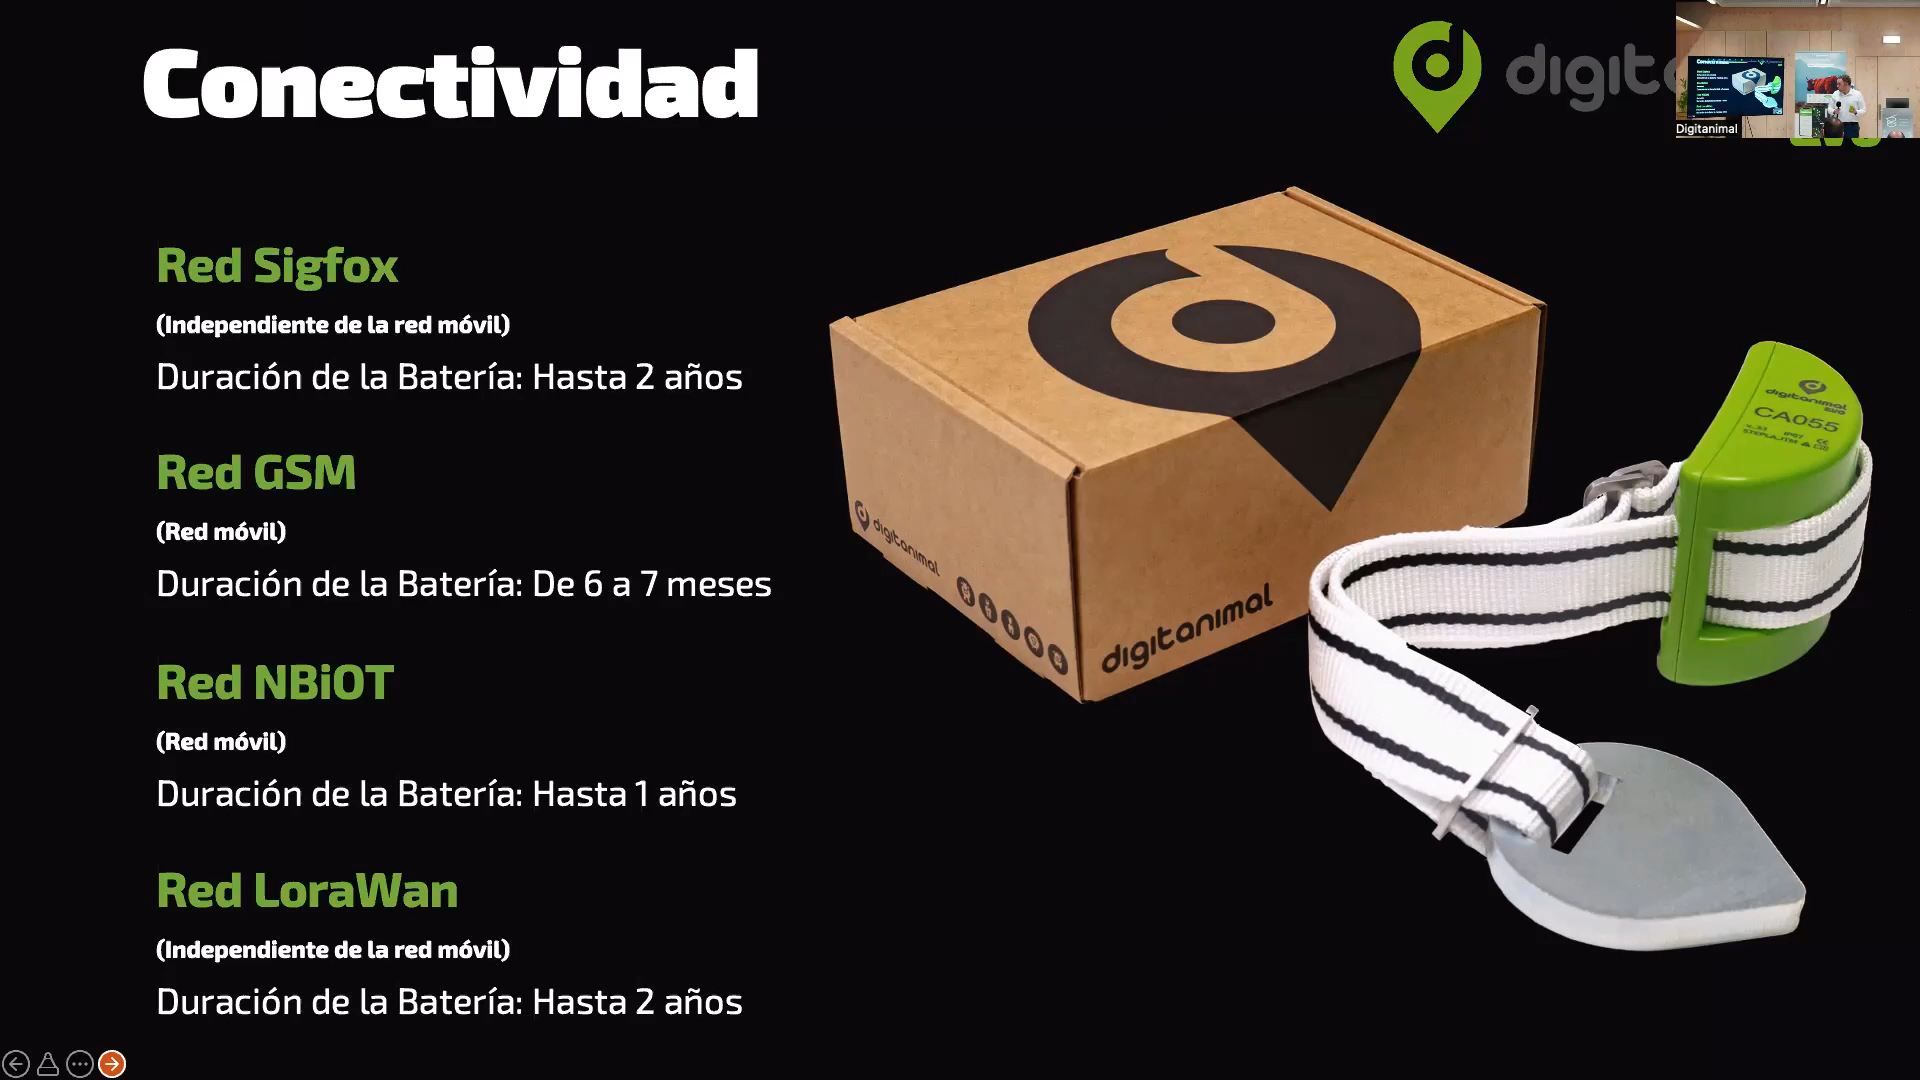 Conectividad
digita
Digitanimal
Red Sigfox
(Independiente de la red móvil)
Duración de la Batería: Hasta 2 años
Red GSM
(Red móvil)
Duración de la Batería: De 6 a 7 meses
Red NBiOT
(Red móvil)
Duración de la Batería: Hasta 1 años
Red LoraWan
(Independiente de la red móvil)
Duración de la Batería: Hasta 2 años
digitanimal
digitanimal
digitanimal
CA055